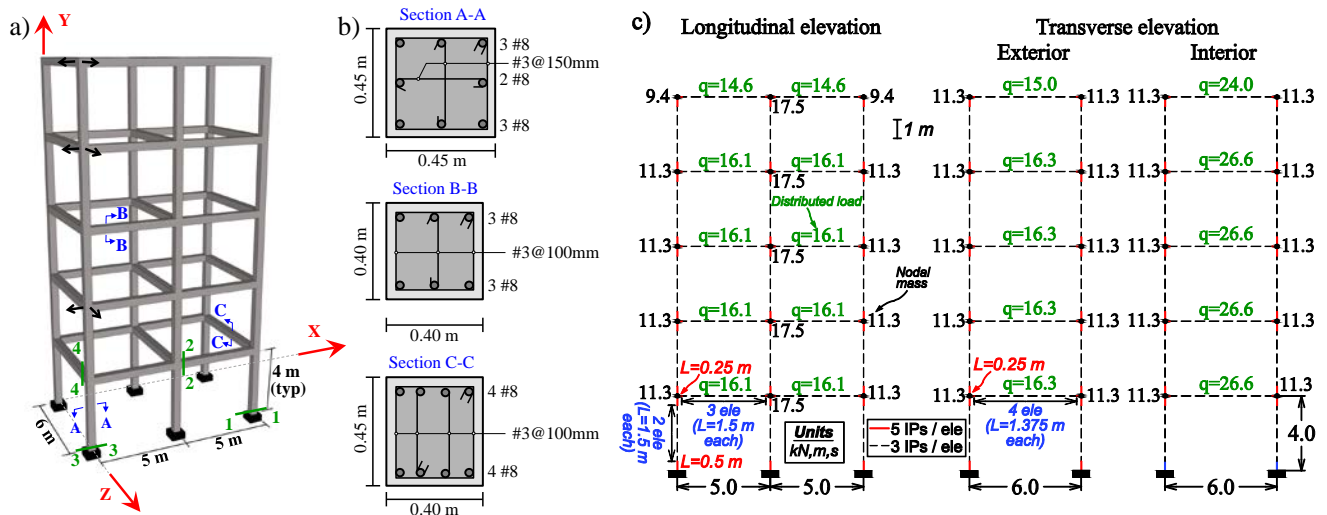 a)
Y
B
B
C
C
X
4
4
2
2
4 m
(typ)
6 m
A
A
1
1
3
3
5 m
5 m
Z
b)
Section A-A
0.45 m
3 #8
#3@150mm
2 #8
3 #8
0.45 m
Section B-B
0.40 m
3 #8
#3@100mm
3 #8
0.40 m
Section C-C
0.45 m
4 #8
#3@100mm
4 #8
0.40 m
c)
Longitudinal elevation
Transverse elevation
Exterior
Interior
9.4 q=14.6 q=14.6 9.4 11.3 q=15.0 11.3 11.3 q=24.0 11.3
17.5
1 m
11.3 q=16.1 q=16.1 11.3 11.3 q=16.3 11.3 11.3 q=26.6 11.3
17.5
Distributed load
11.3 q=16.1 q=16.1 11.3 11.3 q=16.3 11.3 11.3 q=26.6 11.3
17.5
Nodal
mass
11.3 q=16.1 q=16.1 11.3 11.3 q=16.3 11.3 11.3 q=26.6 11.3
17.5
L=0.25 m
L=0.25 m
11.3 q=16.1 q=16.1 11.3 11.3 q=16.3 11.3 11.3 q=26.6 11.3
17.5
2 ele
(L=1.5 m
each)
3 ele
(L=1.5 m
each)
4 ele
(L=1.375 m
each)
Units
kN,m,s
5 IPs / ele
3 IPs / ele
L=0.5 m
4.0
5.0 5.0 6.0 6.0